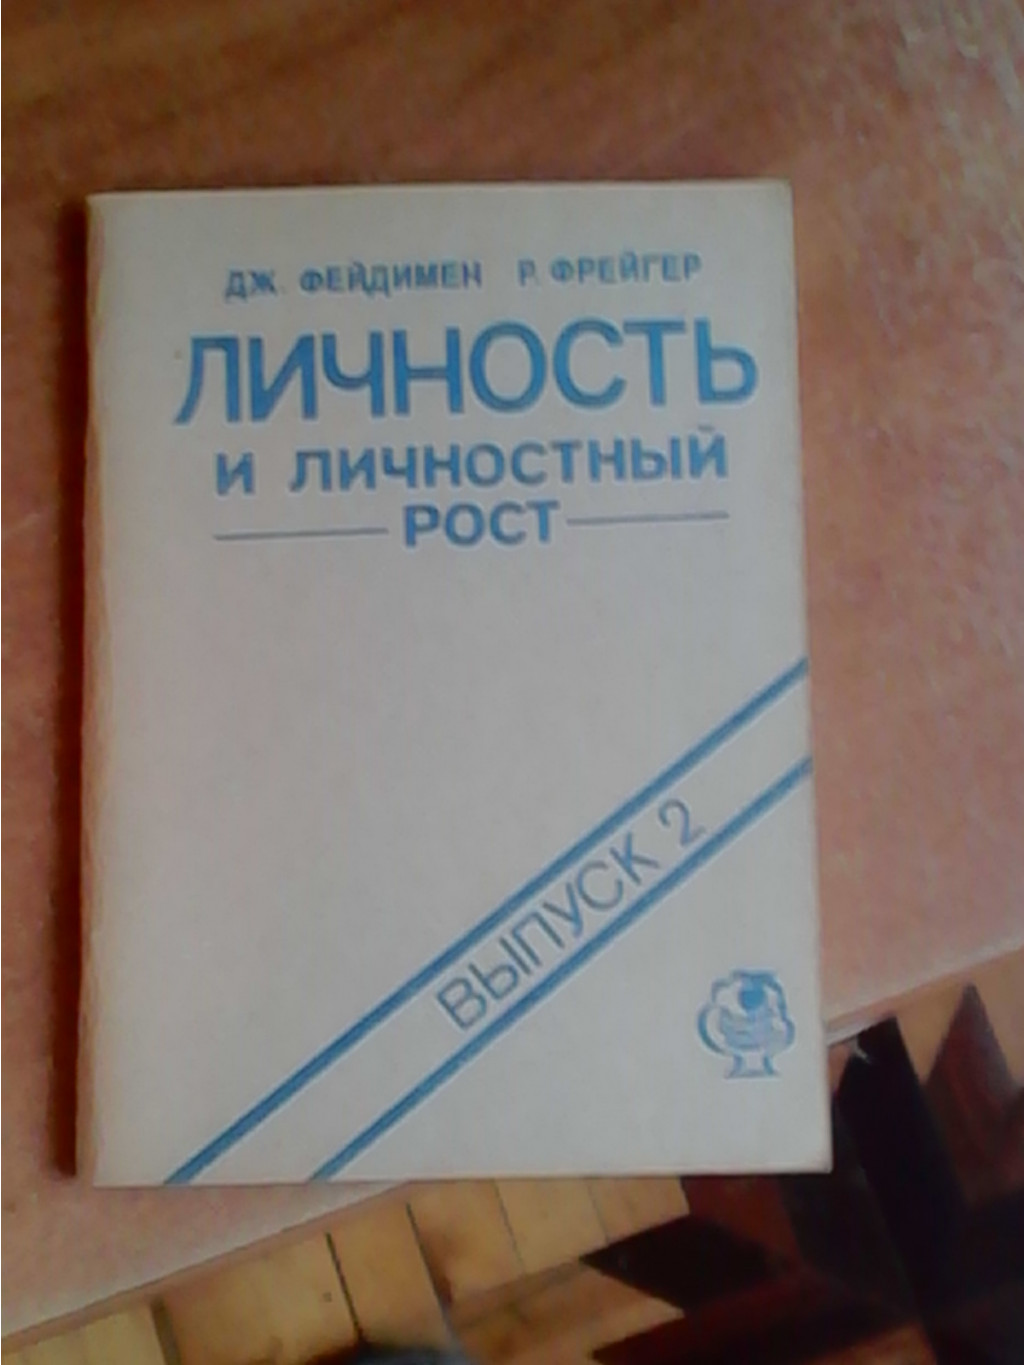 ДЖ. ФЕЙДИМЕН Р. ФРЕЙГЕР
ЛИЧНОСТЬ
И ЛИЧНОСТНЫЙ
РОСТ
ВЫПУСК 2